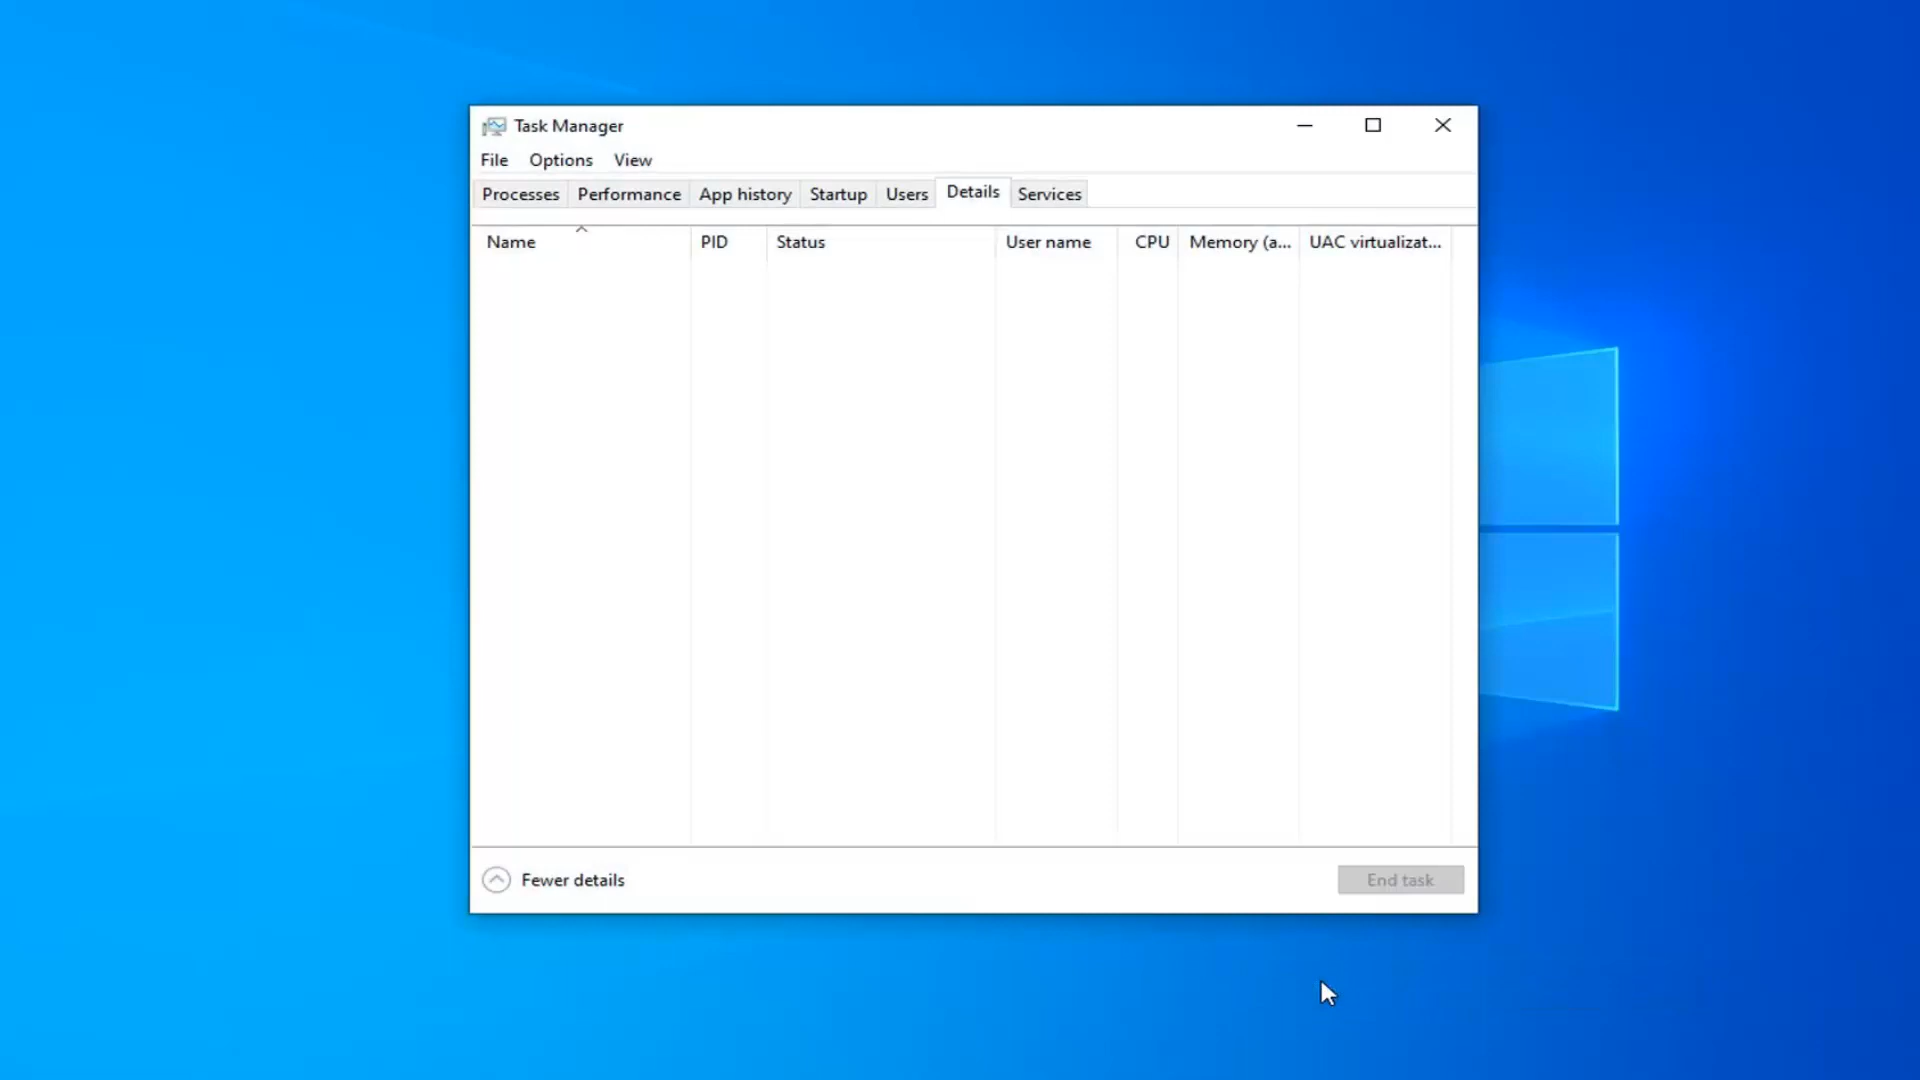 Task Manager
File Options View
Processes Performance App history Startup Users Details Services
Name PID Status User name CPU Memory (a... UAC virtualizat...
Fewer details End task